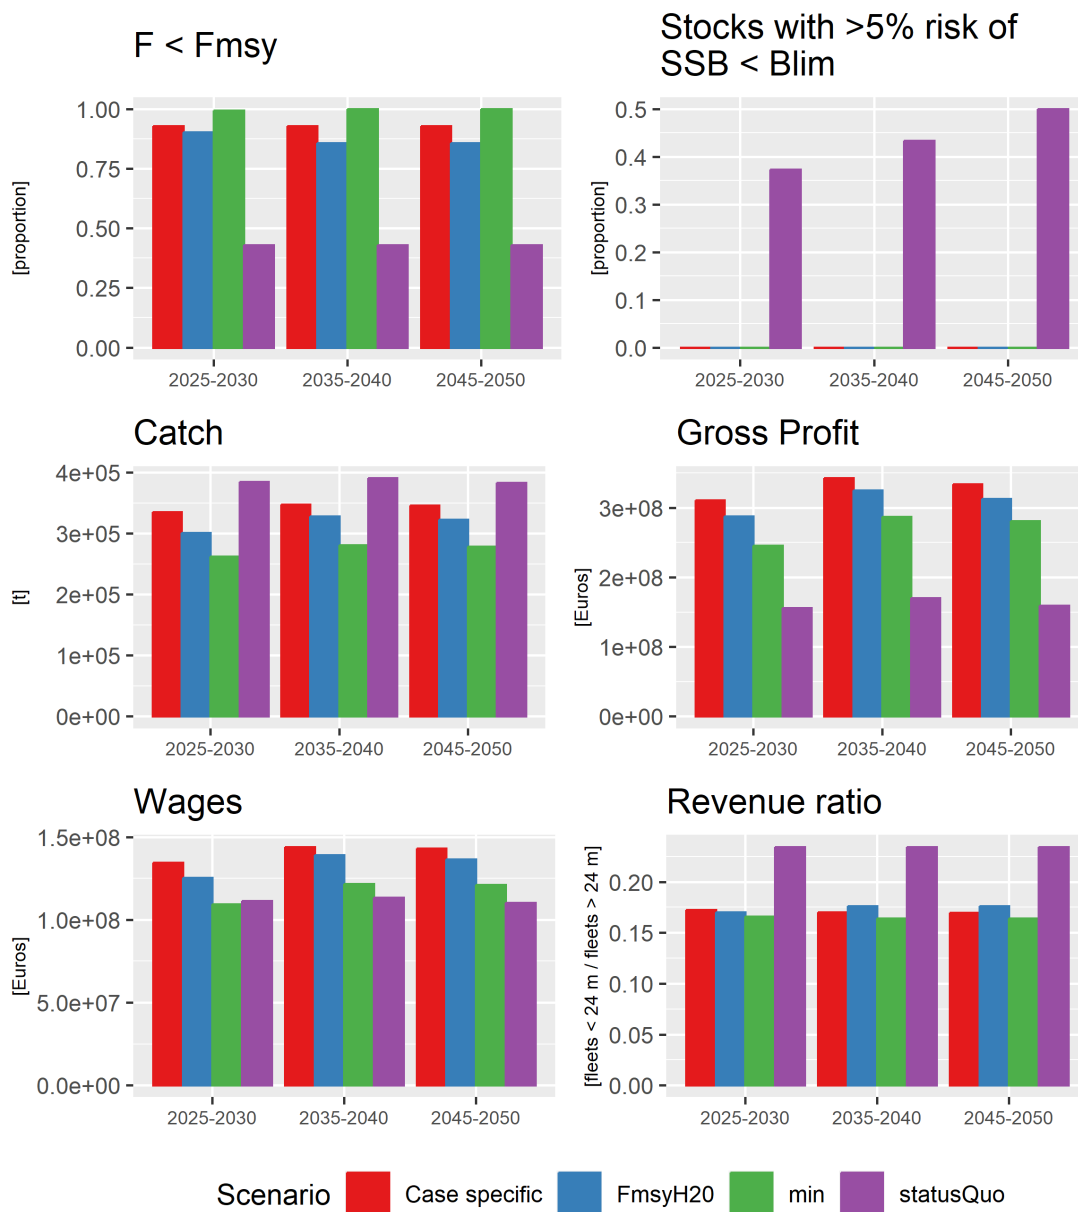 F < Fmsy
[proportion]
1.00
0.75
0.50
0.25
0.00
2025-2030
2035-2040
2045-2050
Stocks with >5% risk of
SSB < Blim
[proportion]
0.5
0.4
0.3
0.2
0.1
0.0
2025-2030
2035-2040
2045-2050
Catch
[t]
4e+05
3e+05
2e+05
1e+05
0e+00
2025-2030
2035-2040
2045-2050
Gross Profit
[Euros]
3e+08
2e+08
1e+08
0e+00
2025-2030
2035-2040
2045-2050
Wages
[Euros]
1.5e+08
1.0e+08
5.0e+07
0.0e+00
2025-2030
2035-2040
2045-2050
Revenue ratio
[fleets < 24 m / fleets > 24 m]
0.20
0.15
0.10
0.05
0.00
2025-2030
2035-2040
2045-2050
Scenario Case specific FmsyH20 min statusQuo